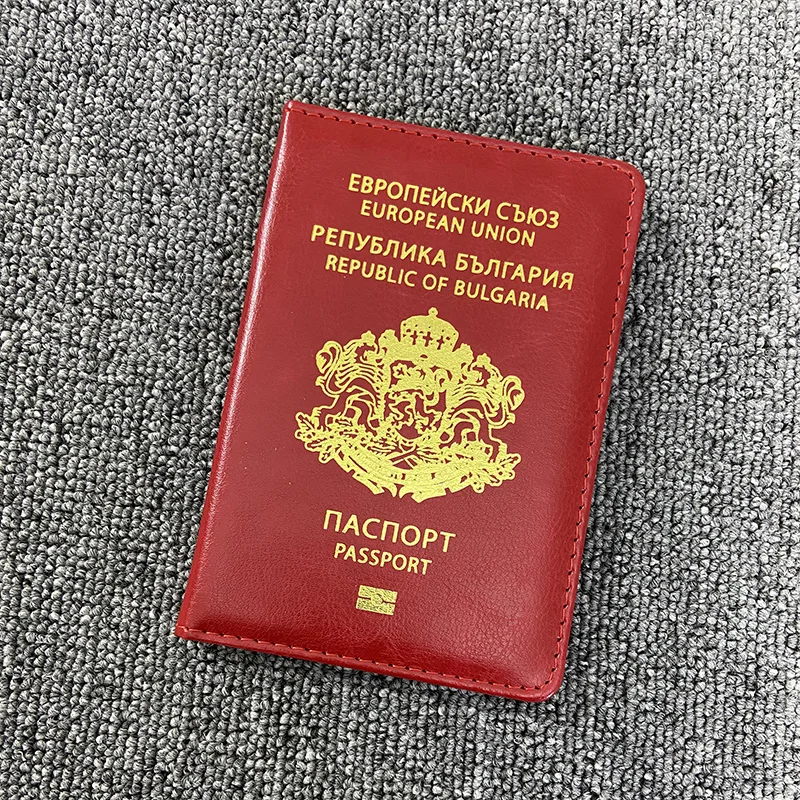 ЕВРОПЕЙСКИ СЪЮЗ
EUROPEAN UNION
РЕПУБЛИКА БЪЛГАРИЯ
REPUBLIC OF BULGARIA
ПАСПОРТ
PASSPORT